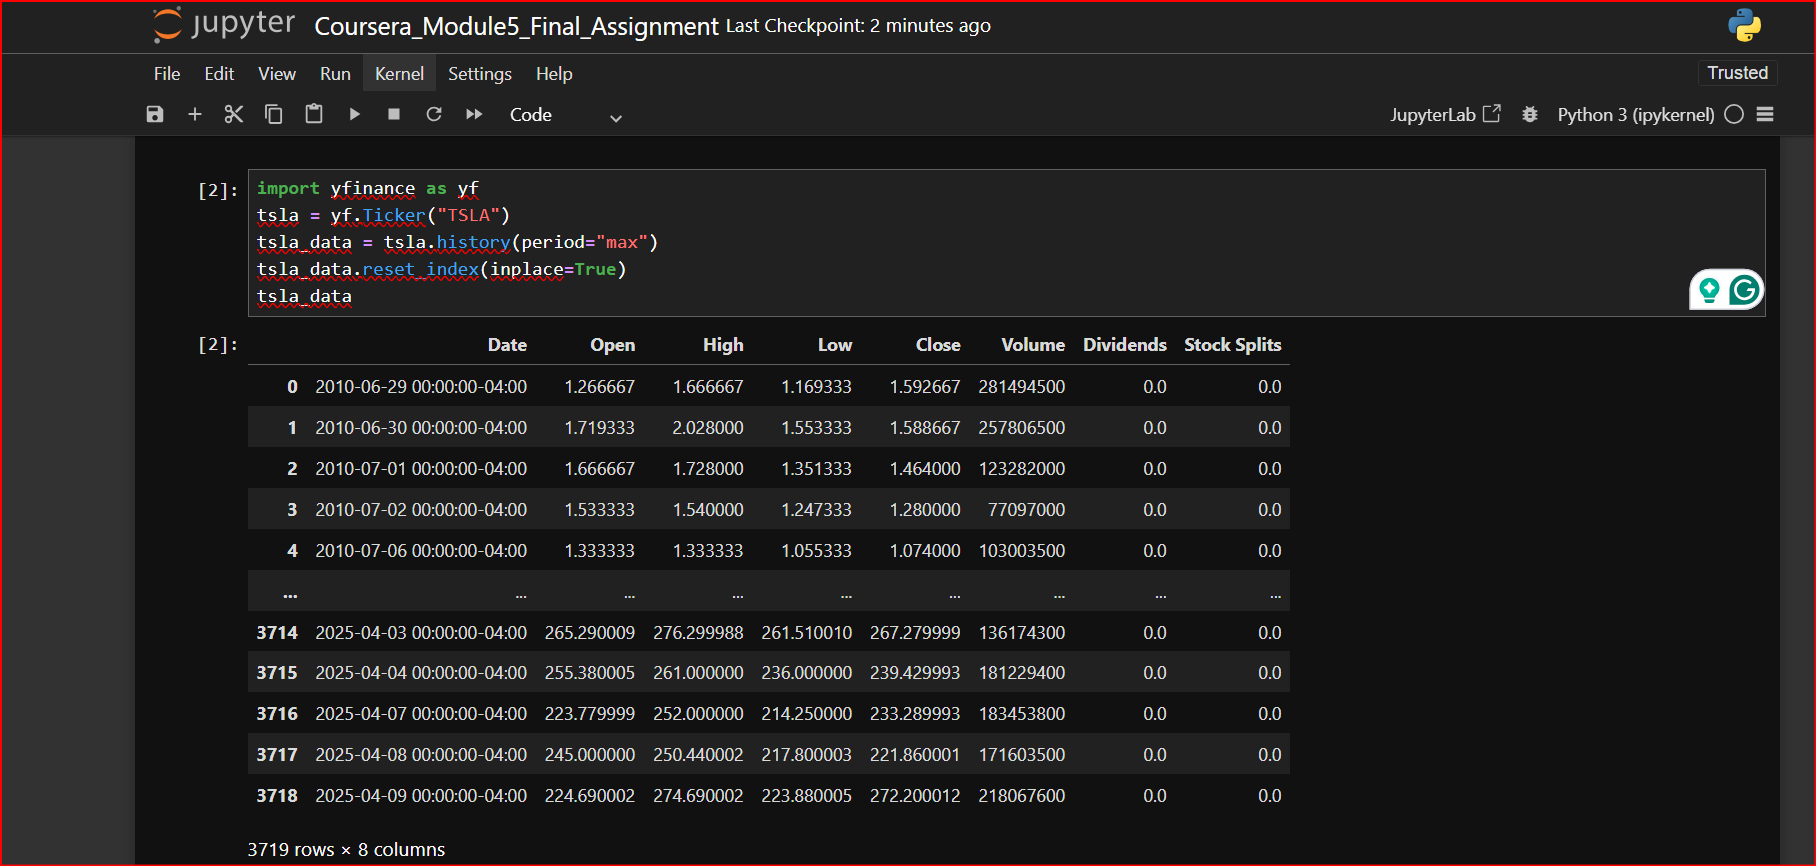 jupyter Coursera_Module5_Final_Assignment Last Checkpoint: 2 minutes ago
File Edit View Run Kernel Settings Help Trusted
Code JupyterLab Python 3 (ipykernel)
[2]: import yfinance as yf
tsla = yf.Ticker("TSLA")
tsla_data = tsla.history(period="max")
tsla_data.reset_index(inplace=True)
tsla_data
[2]: Date Open High Low Close Volume Dividends Stock Splits
0 2010-06-29 00:00:00-04:00 1.266667 1.666667 1.169333 1.592667 281494500 0.0 0.0
1 2010-06-30 00:00:00-04:00 1.719333 2.028000 1.553333 1.588667 257806500 0.0 0.0
2 2010-07-01 00:00:00-04:00 1.666667 1.728000 1.351333 1.464000 123282000 0.0 0.0
3 2010-07-02 00:00:00-04:00 1.533333 1.540000 1.247333 1.280000 77097000 0.0 0.0
4 2010-07-06 00:00:00-04:00 1.333333 1.333333 1.055333 1.074000 103003500 0.0 0.0
... ... ... ... ... ... ... ... ...
3714 2025-04-03 00:00:00-04:00 265.290009 276.299988 261.510010 267.279999 136174300 0.0 0.0
3715 2025-04-04 00:00:00-04:00 255.380005 261.000000 236.000000 239.429993 181229400 0.0 0.0
3716 2025-04-07 00:00:00-04:00 223.779999 252.000000 214.250000 233.289993 183453800 0.0 0.0
3717 2025-04-08 00:00:00-04:00 245.000000 250.440002 217.800003 221.860001 171603500 0.0 0.0
3718 2025-04-09 00:00:00-04:00 224.690002 274.690002 223.880005 272.200012 218067600 0.0 0.0
3719 rows × 8 columns